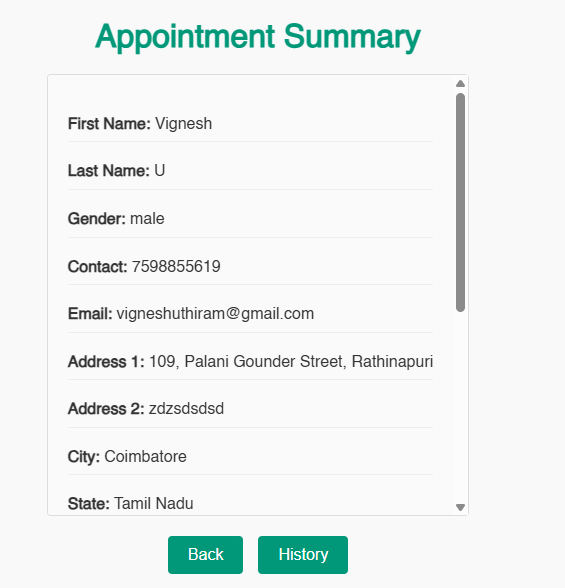 Appointment Summary
First Name: Vignesh
Last Name: U
Gender: male
Contact: 7598855619
Email: vigneshuthiram@gmail.com
Address 1: 109, Palani Gounder Street, Rathinapuri
Address 2: zdzsdsdsd
City: Coimbatore
State: Tamil Nadu
Back History